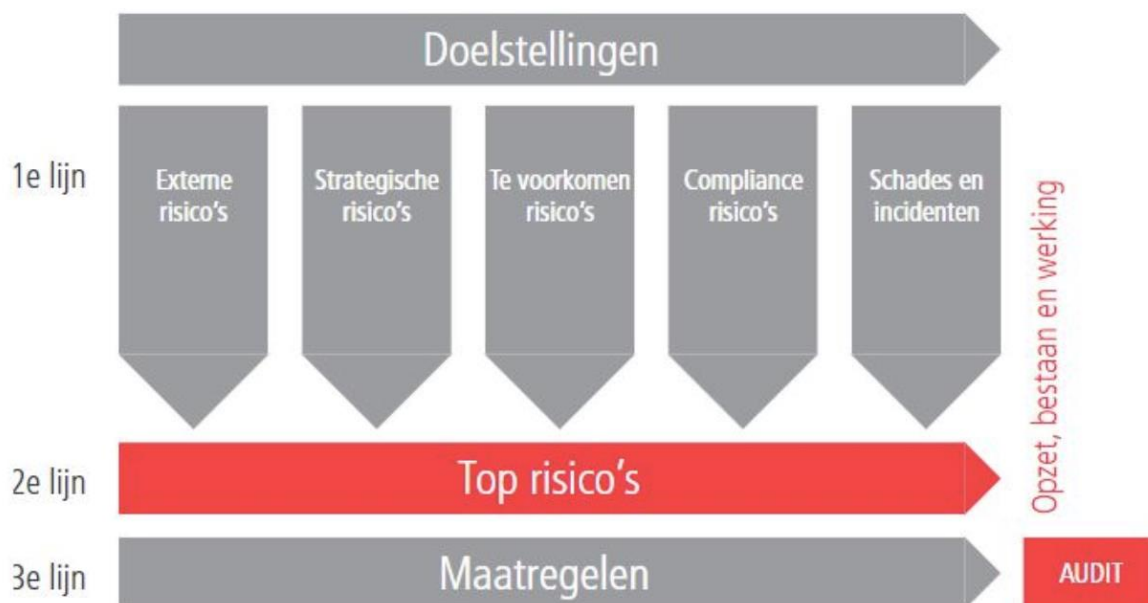 Doelstellingen
1e lijn
Externe
risico's
Strategische
risico's
Te voorkomen
risico's
Compliance
risico's
Schades en
incidenten
Opzet, bestaan en werking
2e lijn
Top risico's
3e lijn
Maatregelen
AUDIT